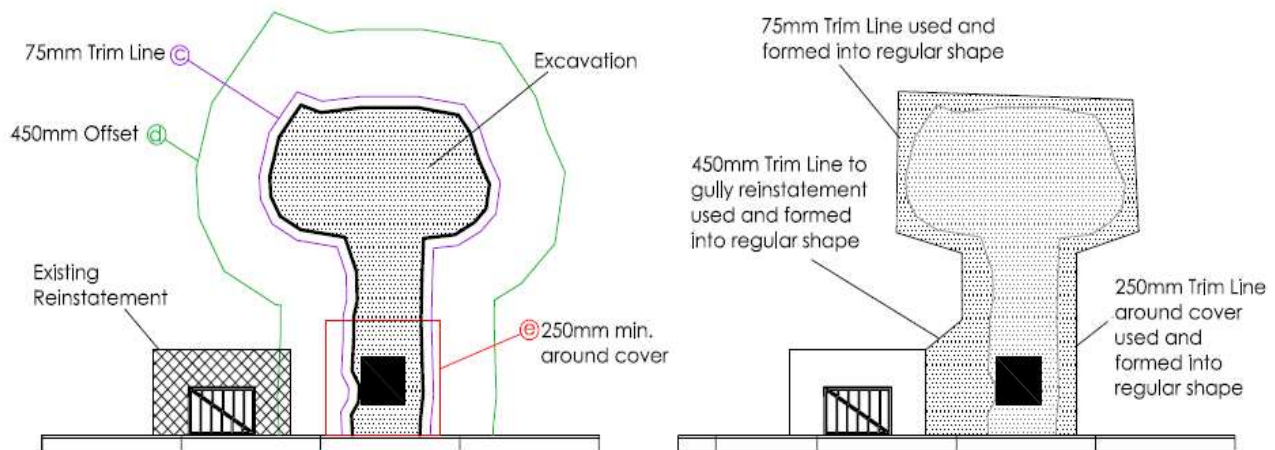 75mm Trim Line ⓒ
450mm Offset ⓓ
Excavation
Existing
Reinstatement
ⓔ 250mm min.
around cover
75mm Trim Line used and
formed into regular shape
450mm Trim Line to
gully reinstatement
used and formed
into regular shape
250mm Trim Line
around cover
used and
formed into
regular shape